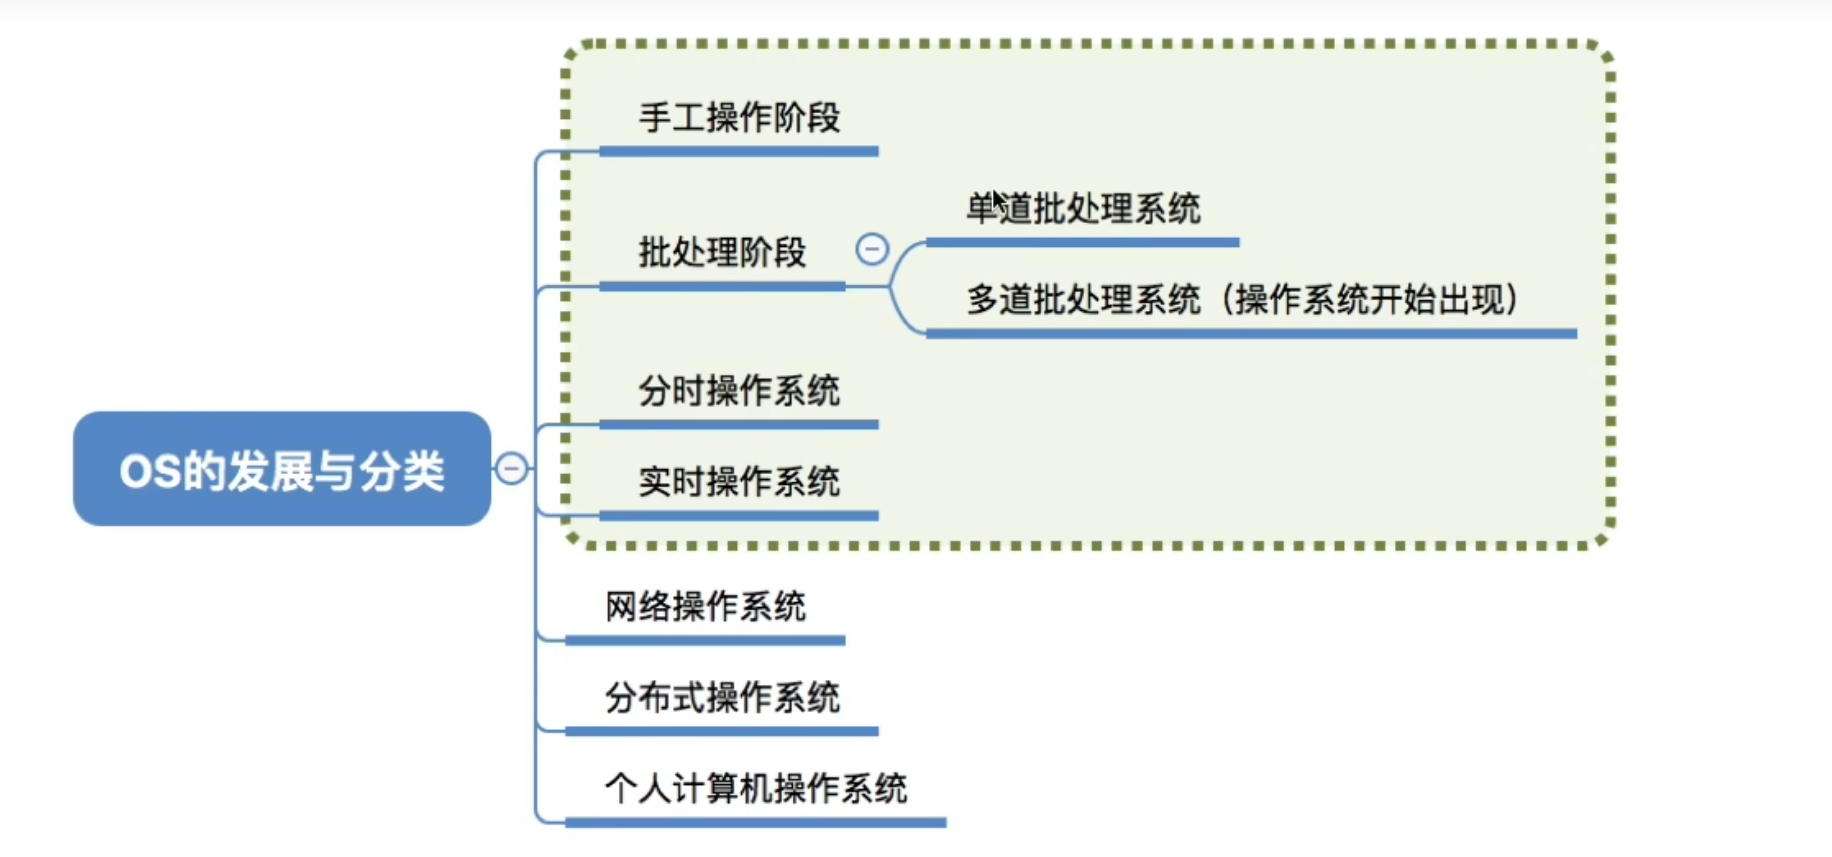 手工操作阶段
单道批处理系统
批处理阶段
多道批处理系统（操作系统开始出现）
分时操作系统
OS的发展与分类
实时操作系统
网络操作系统
分布式操作系统
个人计算机操作系统